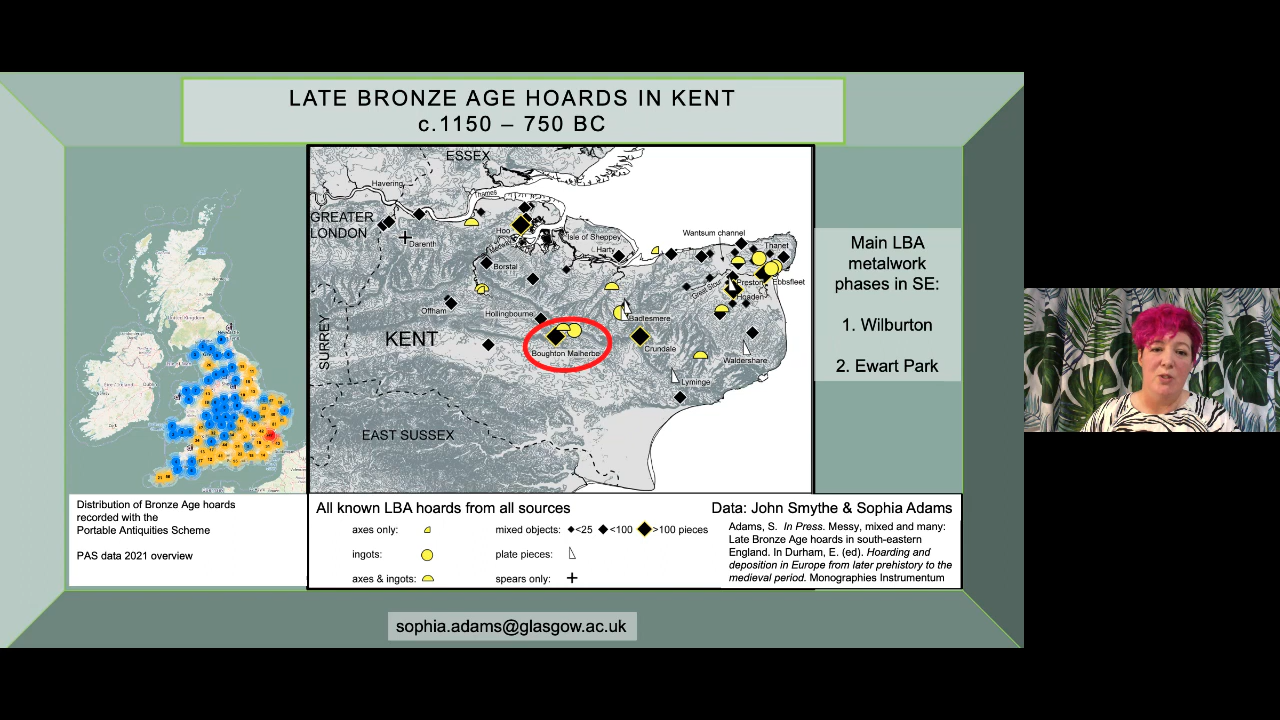 LATE BRONZE AGE HOARDS IN KENT
c.1150 – 750 BC
ESSEX
Havering
Thames
GREATER
LONDON
Darenth
Hoo
Isle of Sheppey
Harty
Wantsum channel
Thanet
Borstal
Preston
Ebbsfleet
Hoaden
Offham
Hollingbourne
Badlesmere
KENT
SURREY
Boughton Malherbe
Crundale
Waldershare
Lyminge
EAST SUSSEX
Main LBA
metalwork
phases in SE:
1. Wilburton
2. Ewart Park
Distribution of Bronze Age hoards
recorded with the
Portable Antiquities Scheme
PAS data 2021 overview
All known LBA hoards from all sources
axes only:
ingots:
axes & ingots:
mixed objects:
<25
<100
>100 pieces
plate pieces:
spears only:
Data: John Smythe & Sophia Adams
Adams, S. In Press. Messy, mixed and many:
Late Bronze Age hoards in south-eastern
England. In Durham, E. (ed). Hoarding and
deposition in Europe from later prehistory to the
medieval period. Monographies Instrumentum
sophia.adams@glasgow.ac.uk